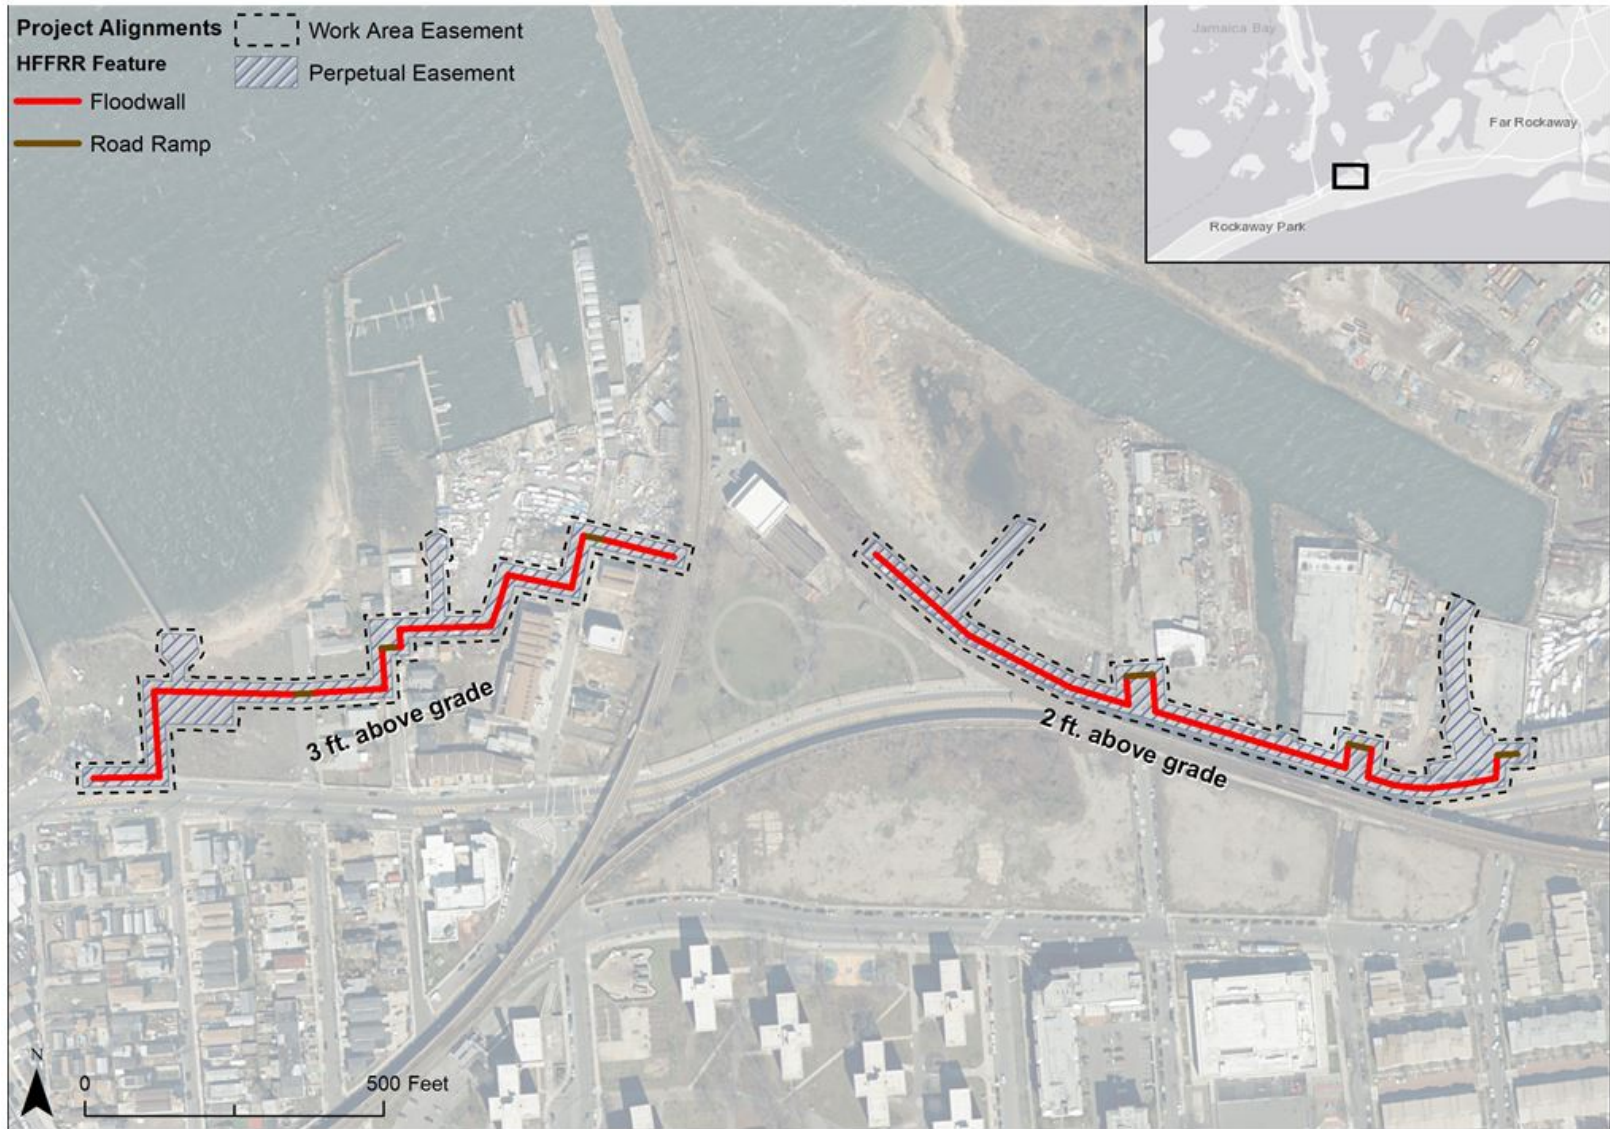 Project Alignments
HFFRR Feature
Floodwall
Road Ramp
Work Area Easement
Perpetual Easement
Jamaica Bay
Far Rockaway
Rockaway Park
3 ft. above grade
2 ft. above grade
N
0 500 Feet